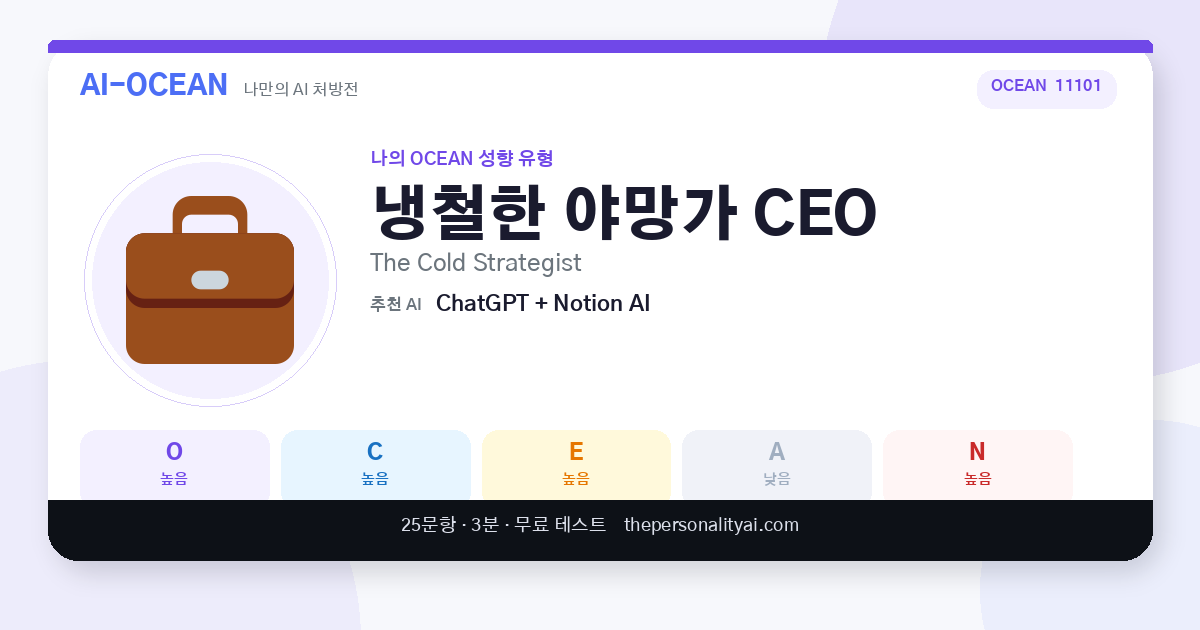 AI-OCEAN 나만의 AI 처방전
OCEAN 11101
나의 OCEAN 성향 유형
냉철한 야망가 CEO
The Cold Strategist
추천 AI ChatGPT + Notion AI
O C E A N
높음 높음 높음 낮음 높음
25문항 · 3분 · 무료 테스트 thepersonalityai.com